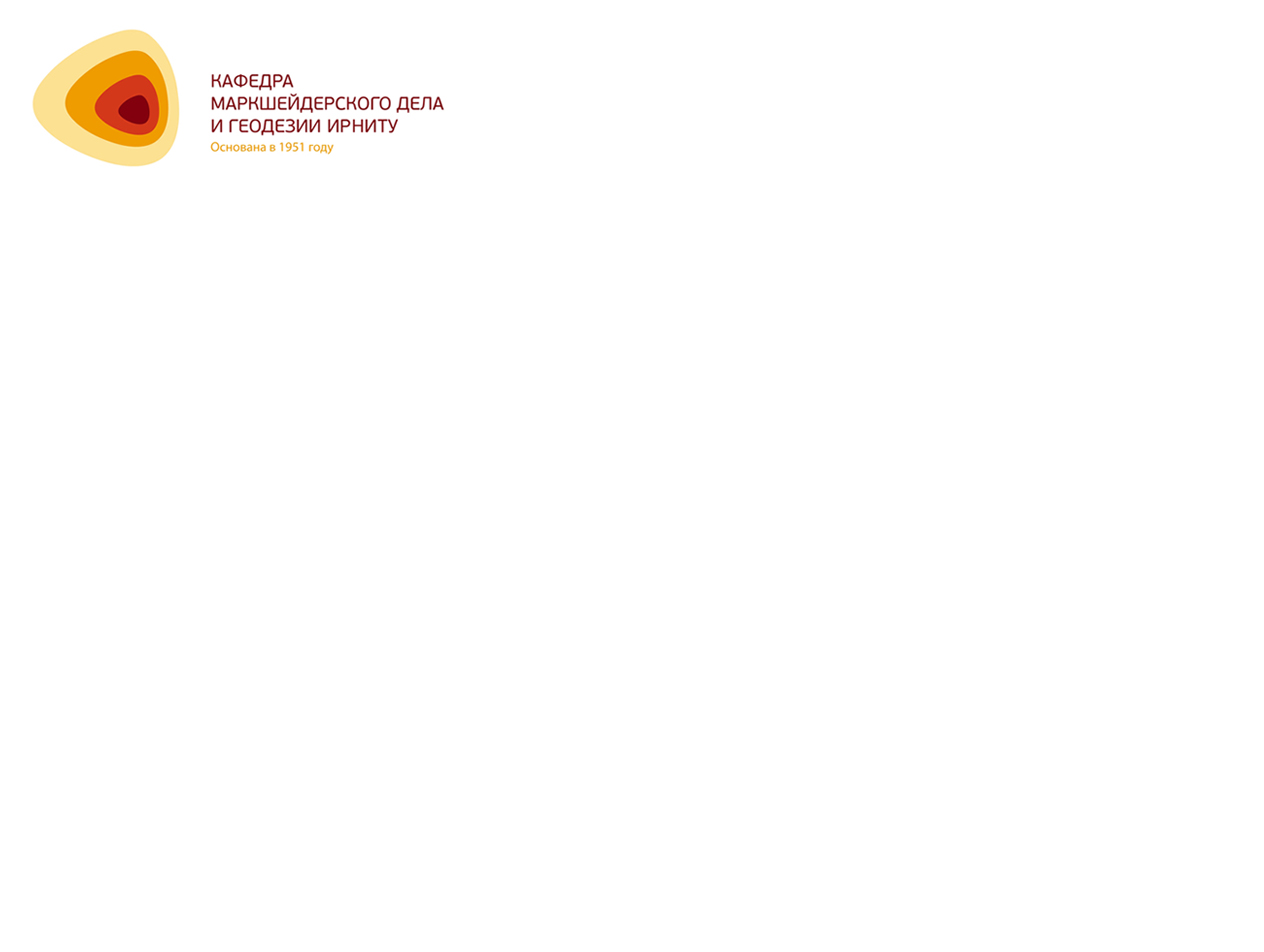 КАФЕДРА
МАРКШЕЙДЕРСКОГО ДЕЛА
И ГЕОДЕЗИИ ИРНИТУ
Основана в 1951 году